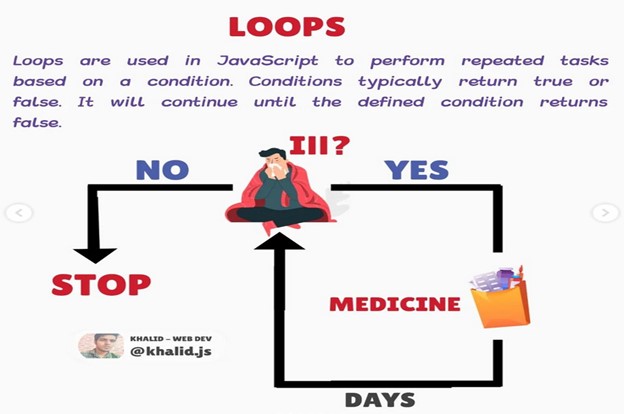 LOOPS
Loops are used in JavaScript to perform repeated tasks
based on a condition. Conditions typically return true or
false. It will continue until the defined condition returns
false.
Ill?
NO
YES
STOP
MEDICINE
KHALID - WEB DEV
@khalid.js
DAYS